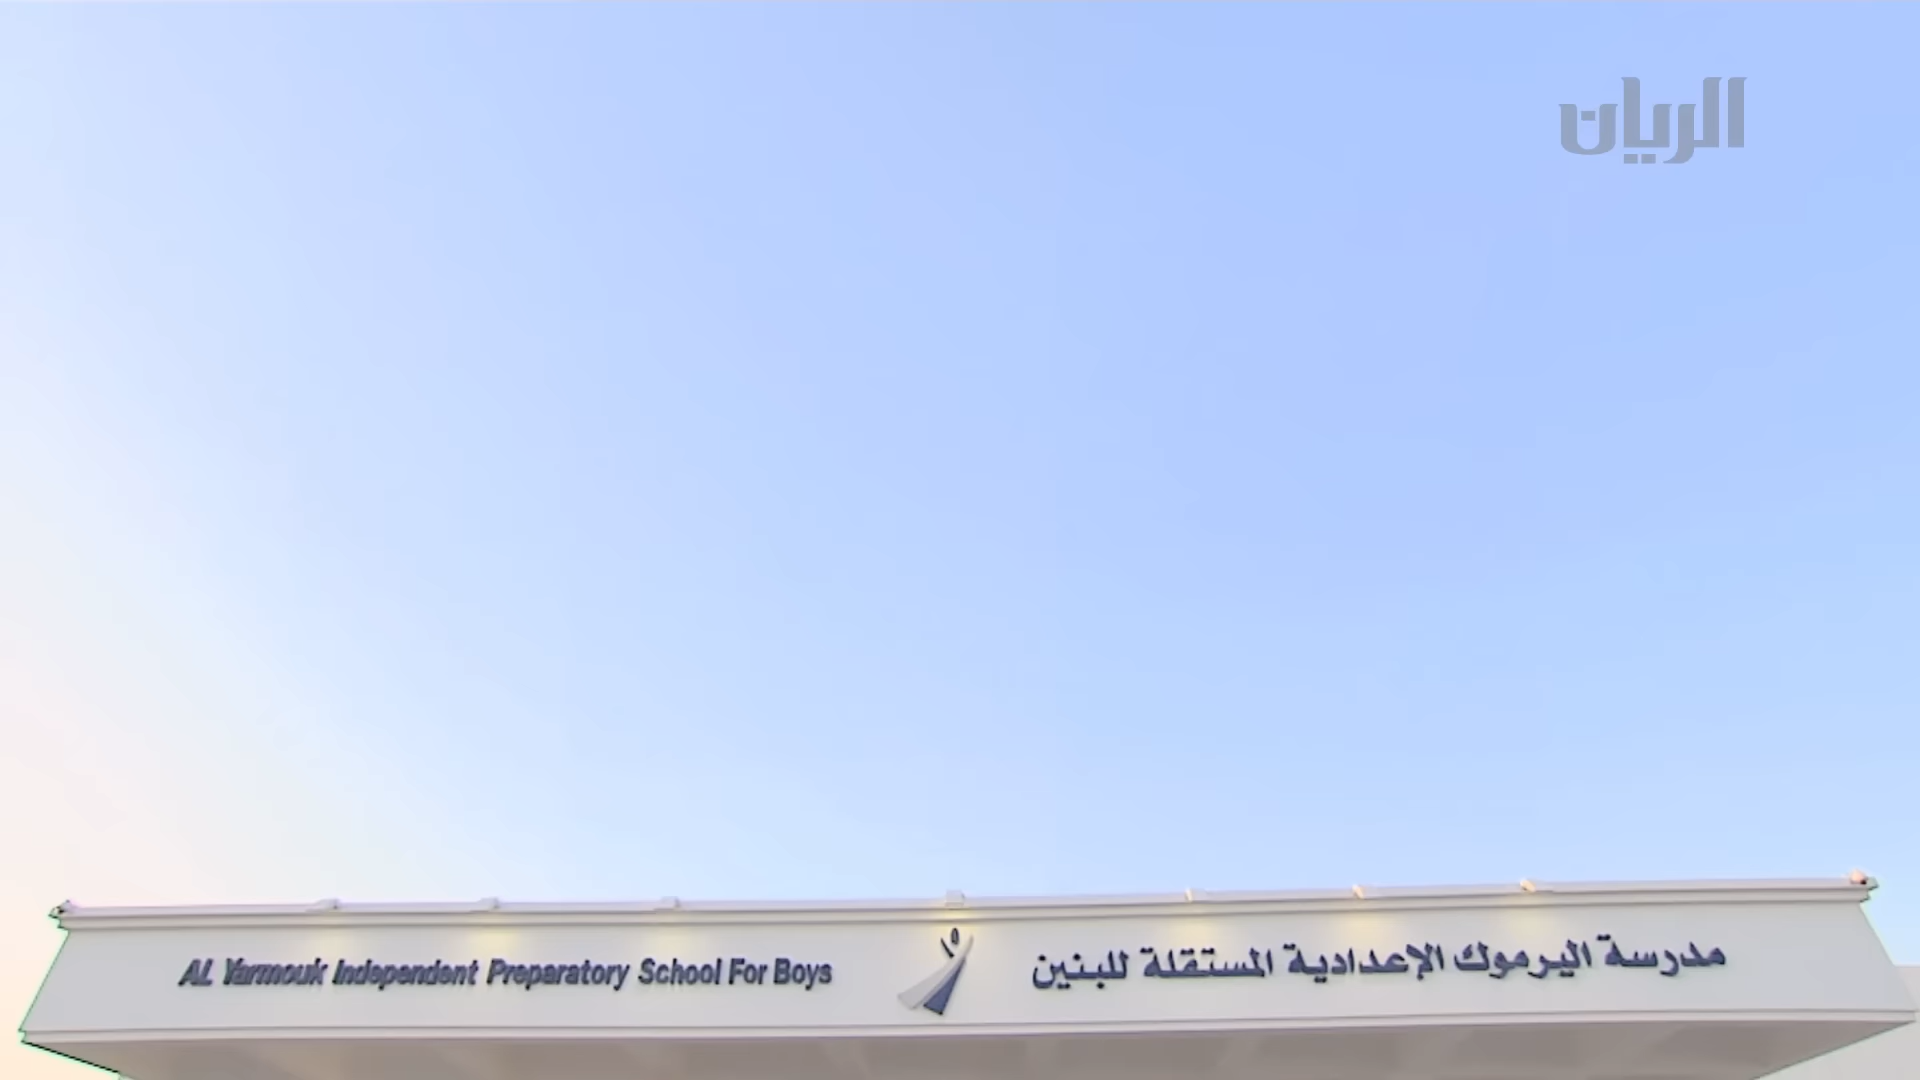 الريان
AL Yarmouk Independent Preparatory School For Boys
مدرسة اليرموك الإعدادية المستقلة للبنين